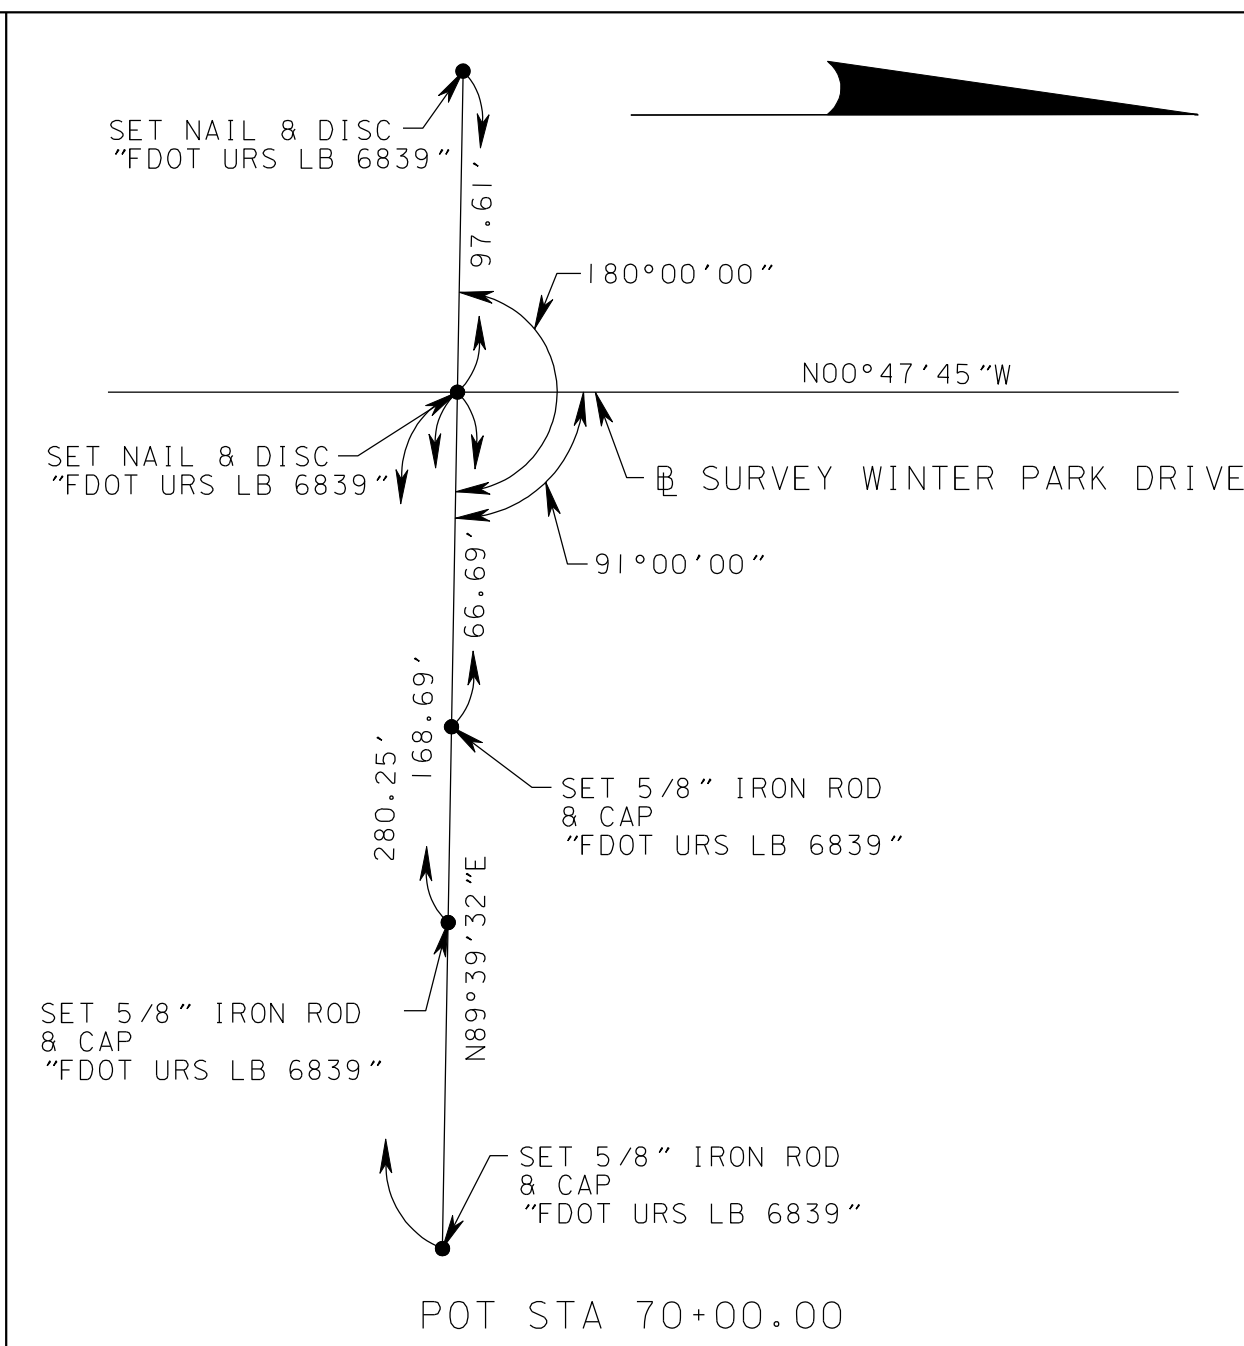 SET NAIL & DISC
"FDOT URS LB 6839"
97.61'
180°00'00"
N00°47'45"W
SET NAIL & DISC
"FDOT URS LB 6839"
BL SURVEY WINTER PARK DRIVE
91°00'00"
66.69'
168.69'
280.25'
SET 5/8" IRON ROD
& CAP
"FDOT URS LB 6839"
N89°39'32"E
SET 5/8" IRON ROD
& CAP
"FDOT URS LB 6839"
SET 5/8" IRON ROD
& CAP
"FDOT URS LB 6839"
POT STA 70+00.00